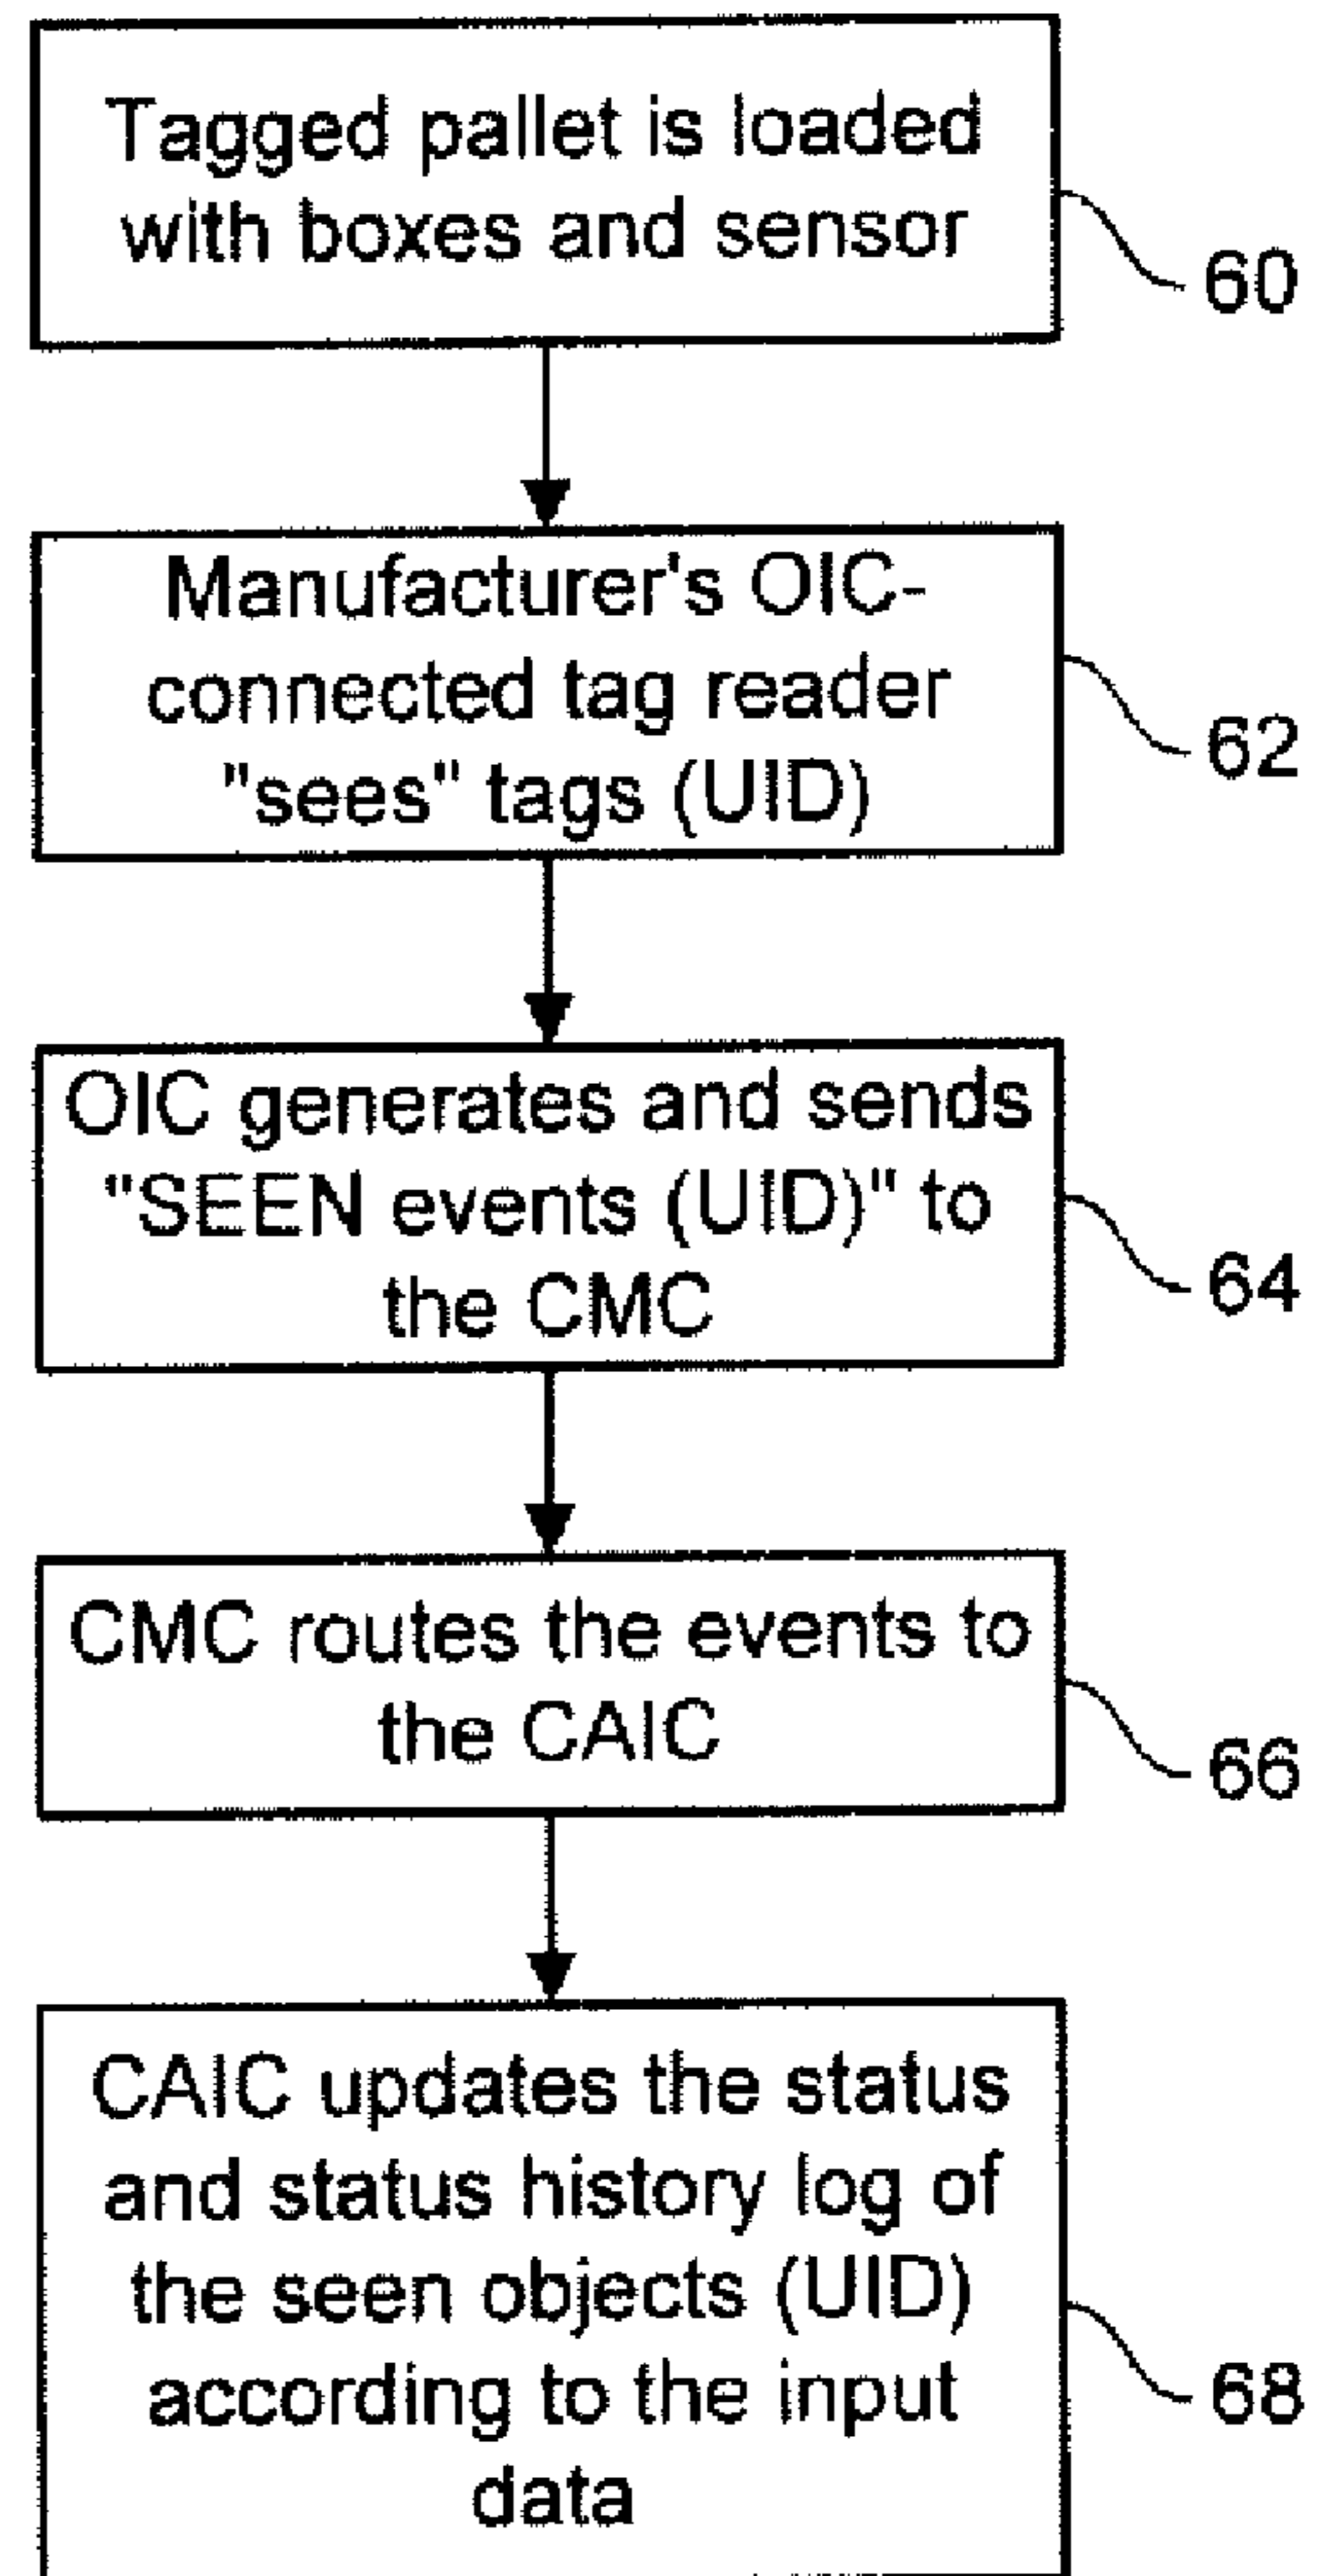 Tagged pallet is loaded
with boxes and sensor
60
Manufacturer's OIC-
connected tag reader
"sees" tags (UID)
62
OIC generates and sends
"SEEN events (UID)" to
the CMC
64
CMC routes the events to
the CAIC
66
CAIC updates the status
and status history log of
the seen objects (UID)
according to the input
data
68